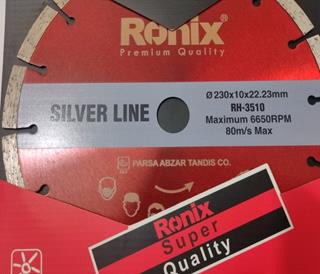 Ronix
Premium Quality
SILVER LINE
Ø 230x10x22.23mm
RH-3510
Maximum 6650RPM
80m/s Max
PARSA ABZAR TANDIS CO.
Ronix
Super
Quality